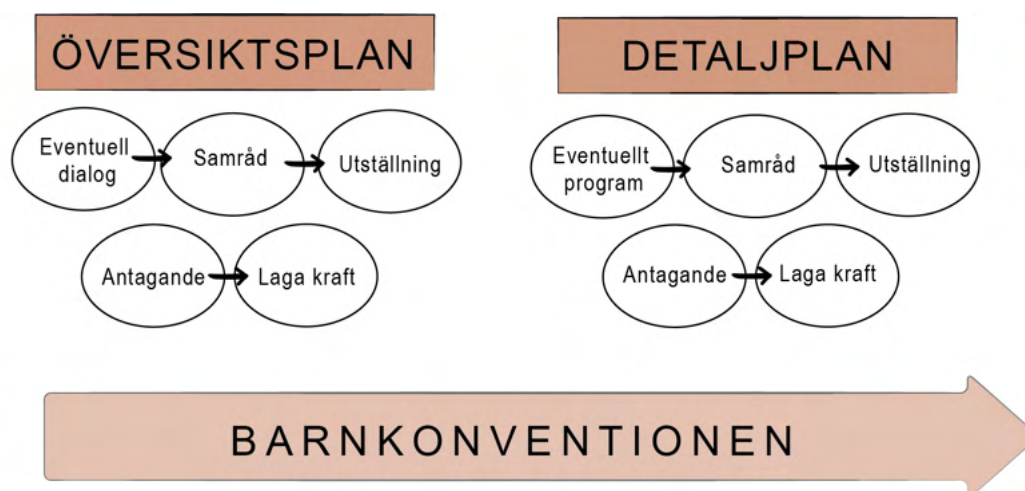 ÖVERSIKTSPLAN
Eventuell
dialog
Samråd
Utställning
Antagande
Laga kraft
DETALJPLAN
Eventuellt
program
Samråd
Utställning
Antagande
Laga kraft
BARNKONVENTIONEN